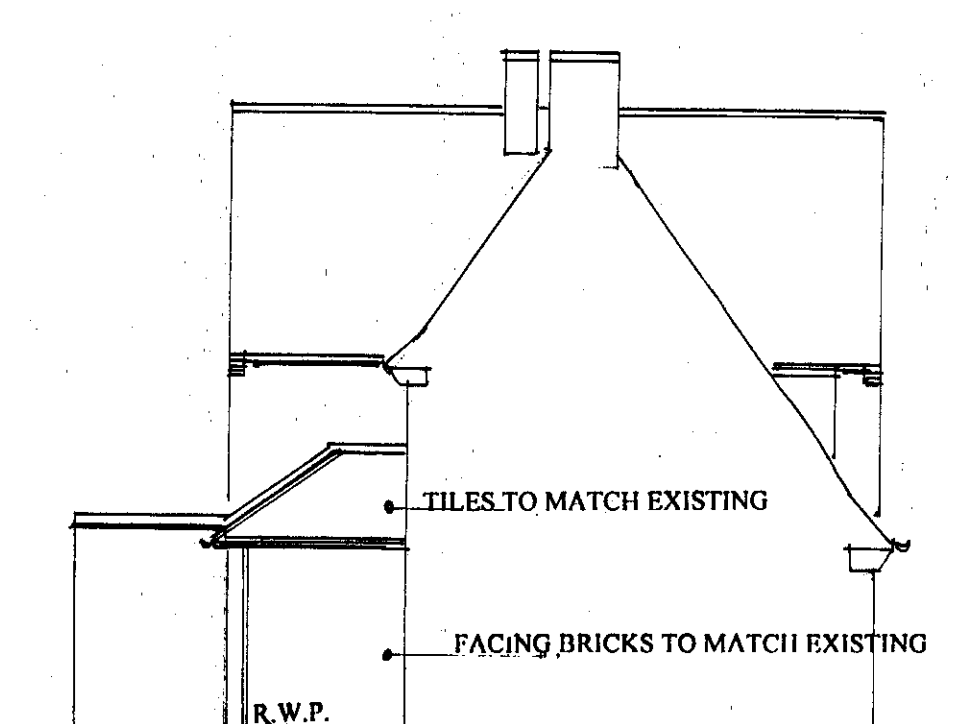 TILES TO MATCH EXISTING
FACING BRICKS TO MATCH EXISTING
R.W.P.